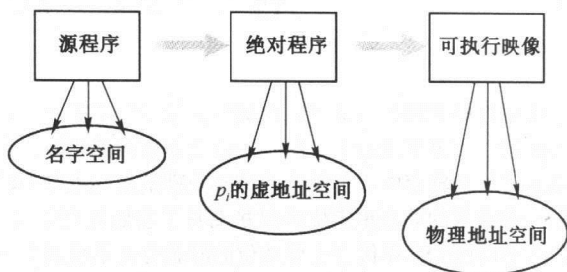 源程序
绝对程序
可执行映像
名字空间
pi的虚地址空间
物理地址空间